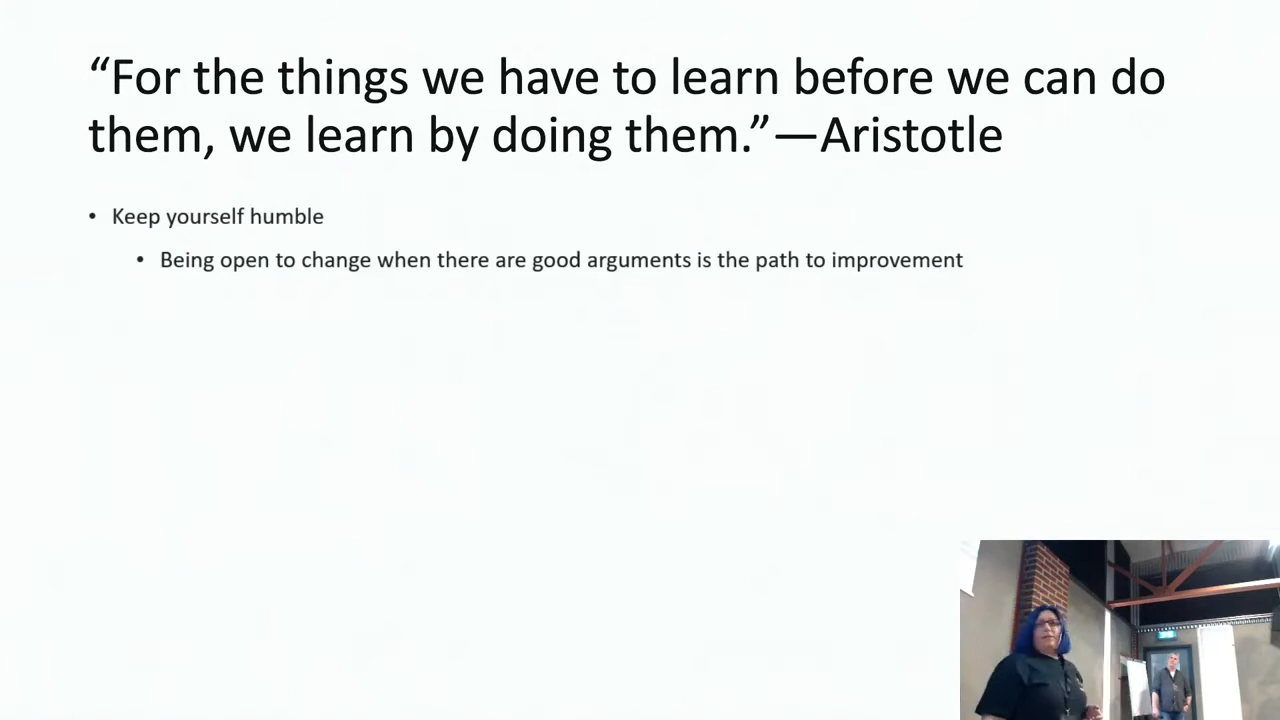 “For the things we have to learn before we can do
them, we learn by doing them.”—Aristotle
• Keep yourself humble
• Being open to change when there are good arguments is the path to improvement